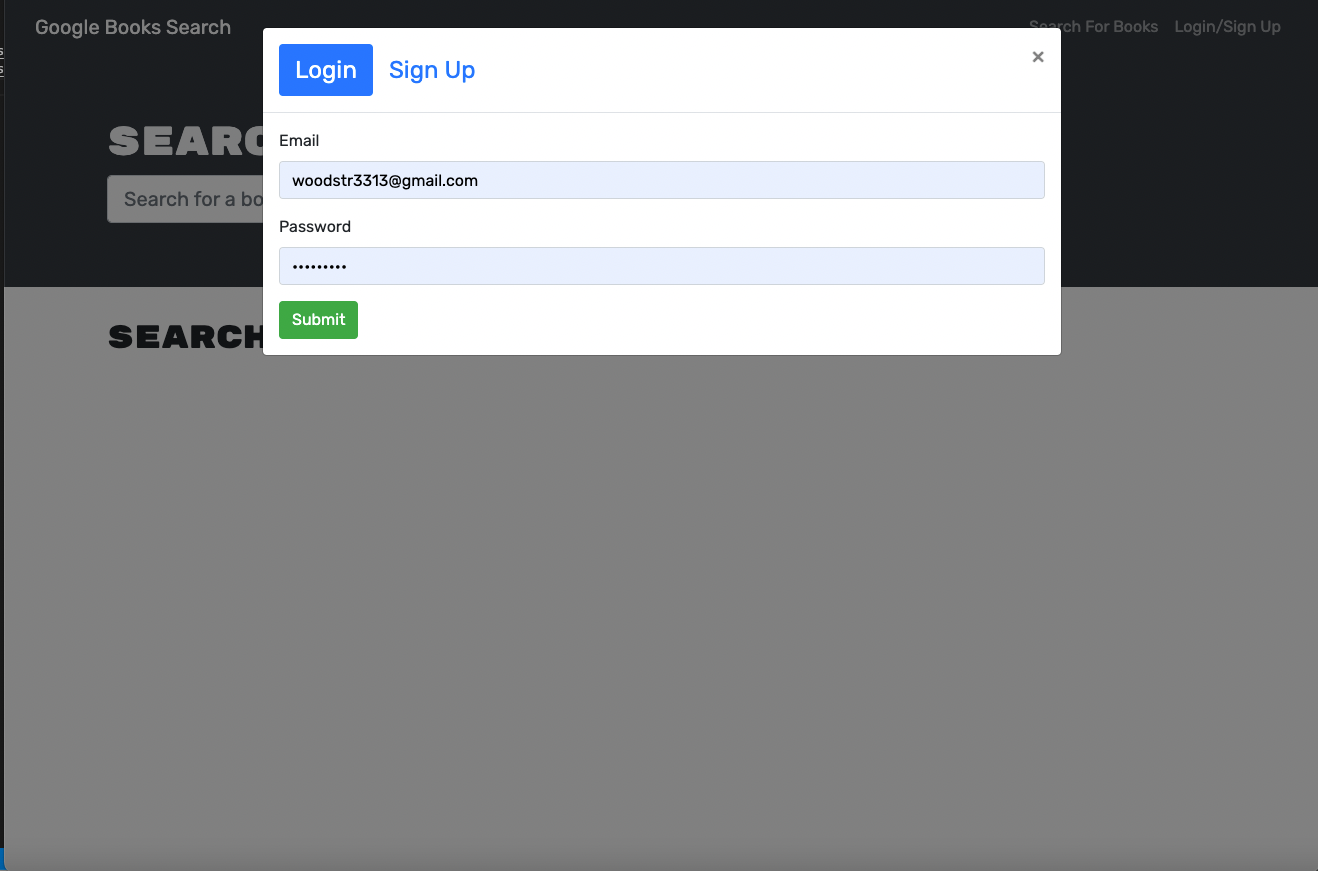 Google Books Search
Search For Books
Login/Sign Up
Login
Sign Up
×
Email
woodstr3313@gmail.com
Password
•••••••••
Submit
Search for a bo
SEARCH